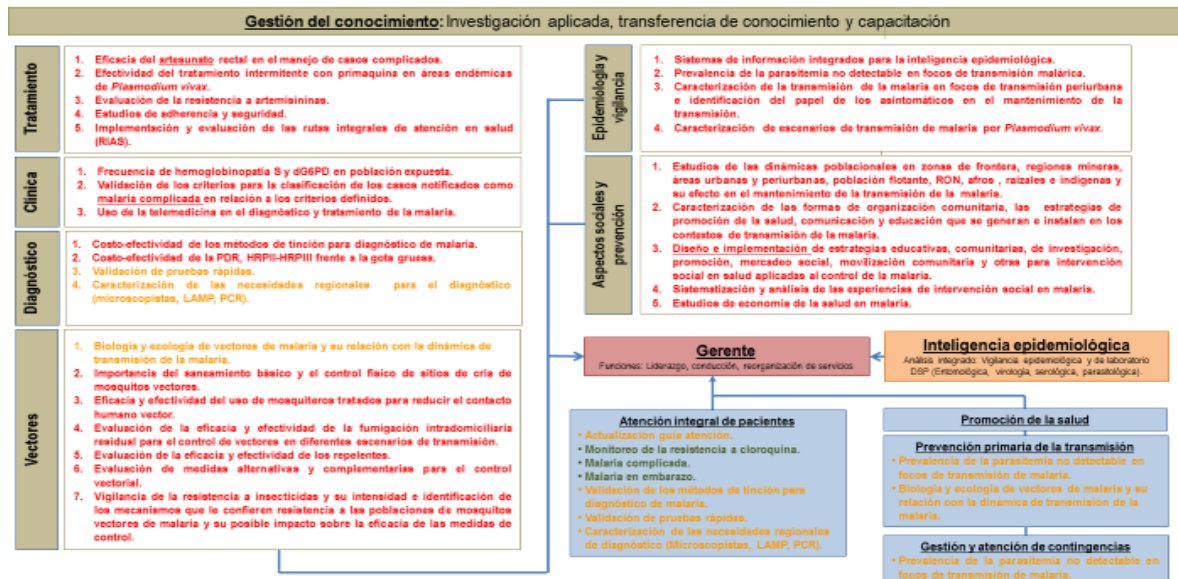 Gestión del conocimiento: Investigación aplicada, transferencia de conocimiento y capacitación
Tratamiento
1. Eficacia del artesunato rectal en el manejo de casos complicados.
2. Efectividad del tratamiento intermitente con primaquina en áreas endémicas
de Plasmodium vivax.
3. Evaluación de la resistencia a artemisininas.
4. Estudios de adherencia y seguridad.
5. Implementación y evaluación de las rutas integrales de atención en salud
(RIAS).
Clínica
1. Frecuencia de hemoglobinopatía S y dG6PD en población expuesta.
2. Validación de los criterios para la clasificación de los casos notificados como
malaria complicada en relación a los criterios definidos.
3. Uso de la telemedicina en el diagnóstico y tratamiento de la malaria.
Diagnóstico
1. Costo-efectividad de los métodos de tinción para diagnóstico de malaria.
2. Costo-efectividad de la PDR, HRPII-HRPIII frente a la gota gruesa.
3. Validación de pruebas rápidas.
4. Caracterización de las necesidades regionales para el diagnóstico
(microscopistas, LAMP, PCR).
Vectores
1. Biología y ecología de vectores de malaria y su relación con la dinámica de
transmisión de la malaria.
2. Importancia del saneamiento básico y el control físico de sitios de cría de
mosquitos vectores.
3. Eficacia y efectividad del uso de mosquiteros tratados para reducir el contacto
humano vector.
4. Evaluación de la eficacia y efectividad de la fumigación intradomiciliaria
residual para el control de vectores en diferentes escenarios de transmisión.
5. Evaluación de la eficacia y efectividad de los repelentes.
6. Evaluación de medidas alternativas y complementarias para el control
vectorial.
7. Vigilancia de la resistencia a insecticidas y su intensidad e identificación de
los mecanismos que le confieren resistencia a las poblaciones de mosquitos
vectores de malaria y su posible impacto sobre la eficacia de las medidas de
control.
Epidemiología y
vigilancia
1. Sistemas de información integrados para la inteligencia epidemiológica.
2. Prevalencia de la parasitemia no detectable en focos de transmisión malárica.
3. Caracterización de la transmisión de la malaria en focos de transmisión periurbana
e identificación del papel de los asintomáticos en el mantenimiento de la
transmisión.
4. Caracterización de escenarios de transmisión de malaria por Plasmodium vivax.
Aspectos sociales y
prevención
1. Estudios de las dinámicas poblacionales en zonas de frontera, regiones mineras,
áreas urbanas y periurbanas, población flotante, RON, afros , raizales e indígenas y
su efecto en el mantenimiento de la transmisión de la malaria.
2. Caracterización de las formas de organización comunitaria, las estrategias de
promoción de la salud, comunicación y educación que se generan e instalan en los
contextos de transmisión de la malaria.
3. Diseño e implementación de estrategias educativas, comunitarias, de investigación,
promoción, mercadeo social, movilización comunitaria y otras para intervención
social en salud aplicadas al control de la malaria.
4. Sistematización y análisis de las experiencias de intervención social en malaria.
5. Estudios de economía de la salud en malaria.
Gerente
Funciones: Liderazgo, conducción, reorganización de servicios
Inteligencia epidemiológica
Análisis integrado: Vigilancia epidemiológica y de laboratorio
DSP (Entomológica, virología, serológica, parasitológica).
Atención integral de pacientes
• Actualización guía atención.
• Monitoreo de la resistencia a cloroquina.
• Malaria complicada.
• Malaria en embarazo.
• Validación de los métodos de tinción para
diagnóstico de malaria.
• Validación de pruebas rápidas.
• Caracterización de las necesidades regionales
de diagnóstico (Microscopistas, LAMP, PCR).
Promoción de la salud
Prevención primaria de la transmisión
• Prevalencia de la parasitemia no detectable en
focos de transmisión de malaria.
• Biología y ecología de vectores de malaria y su
relación con la dinámica de transmisión de la
malaria.
Gestión y atención de contingencias
• Prevalencia de la parasitemia no detectable en
focos de transmisión de malaria.